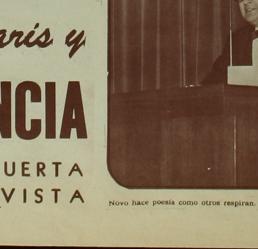 arís y
NCIA
UERTA
VISTA
Novo hace poesía como otros respiran.